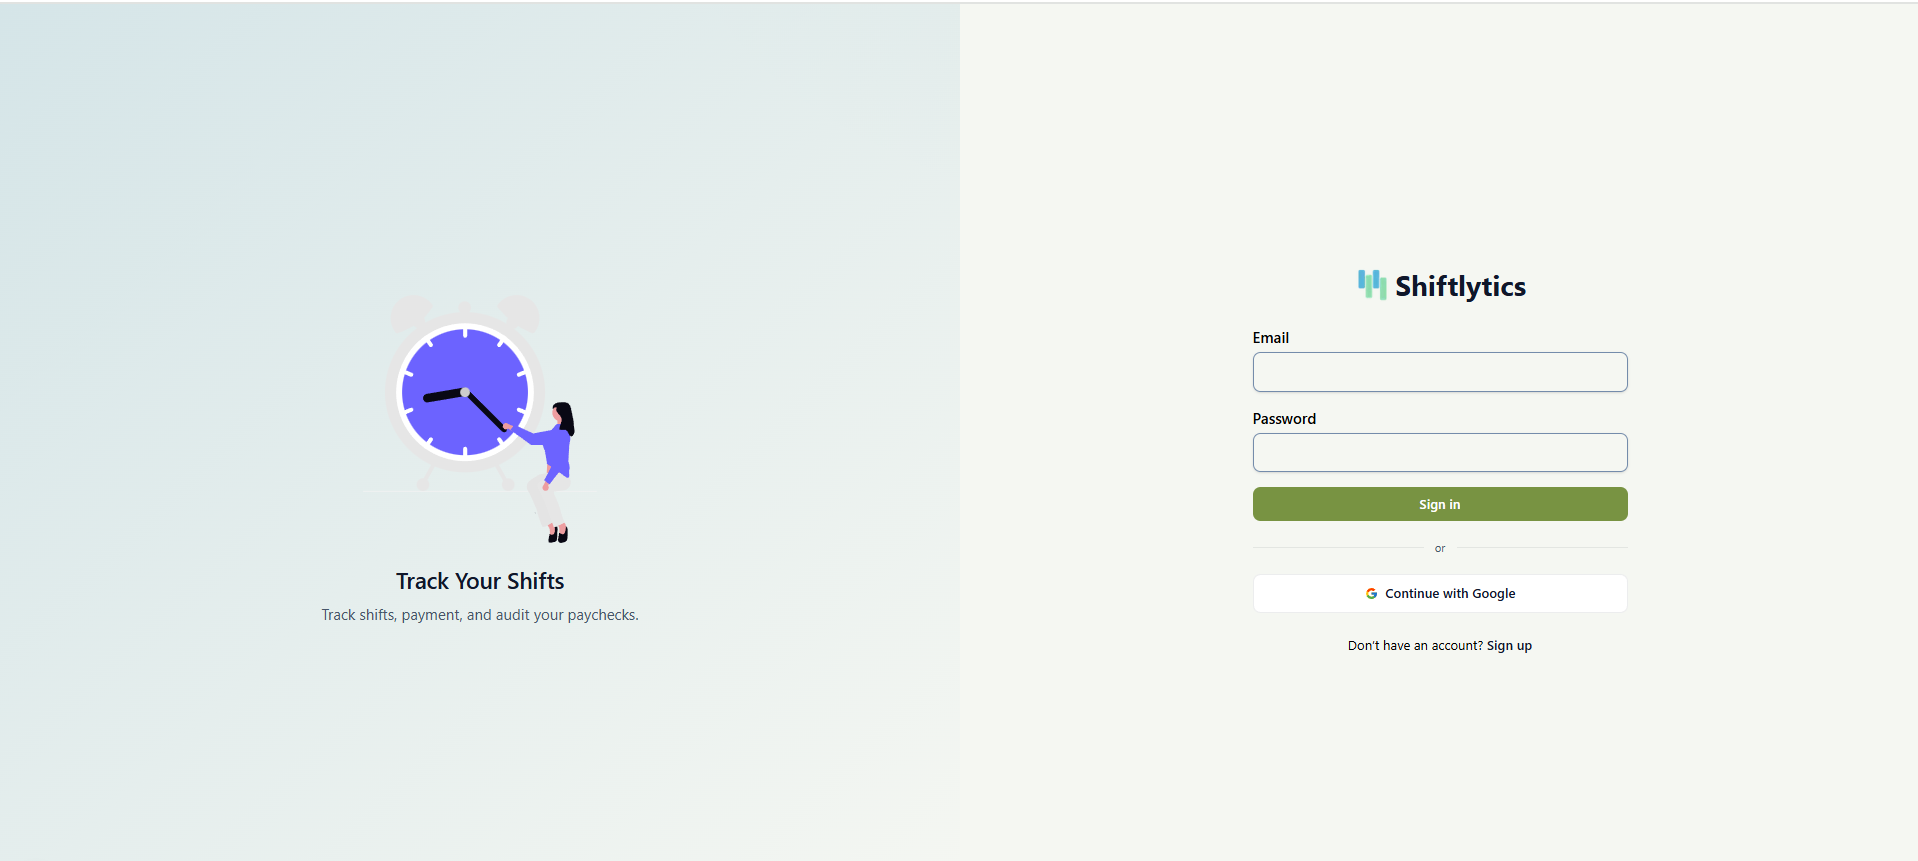 Track Your Shifts
Track shifts, payment, and audit your paychecks.
Shiftlytics
Email
Password
Sign in
or
Continue with Google
Don't have an account? Sign up